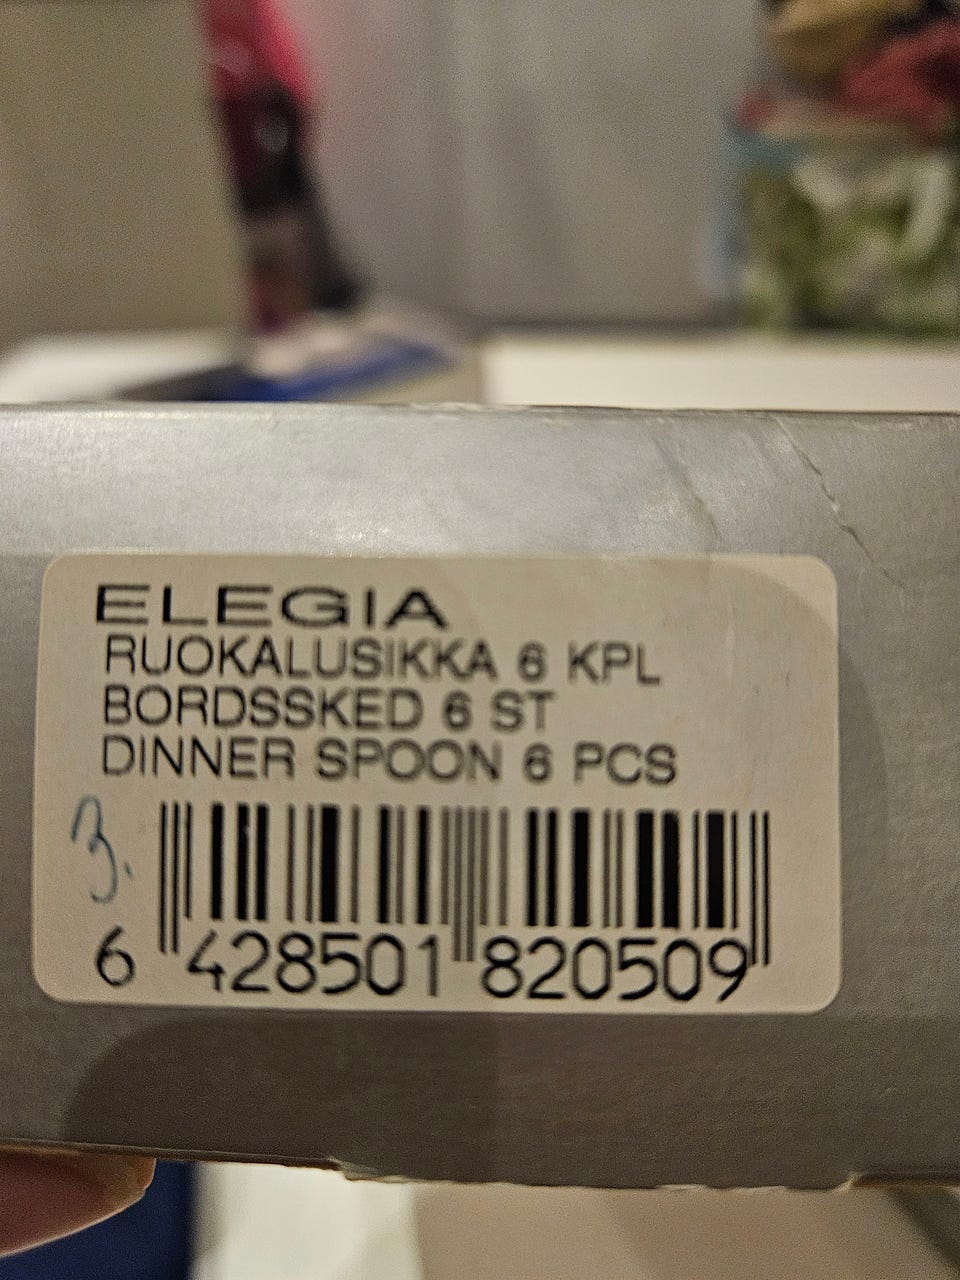 ELEGIA
RUOKALUSIKKA 6 KPL
BORDSSKED 6 ST
DINNER SPOON 6 PCS
3.
6 428501 820509